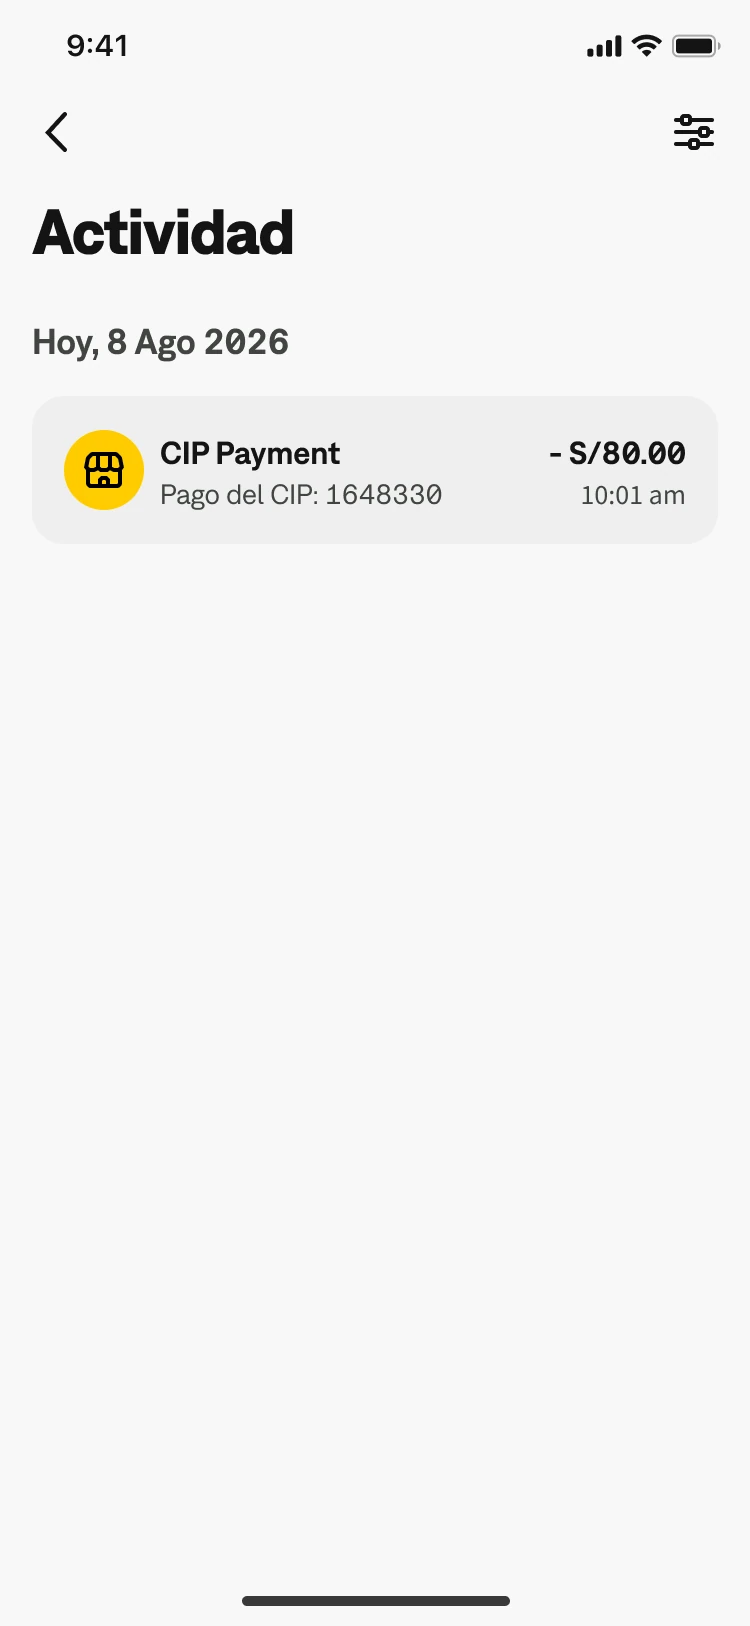 9:41
Actividad
Hoy, 8 Ago 2026
CIP Payment
- S/80.00
Pago del CIP: 1648330
10:01 am